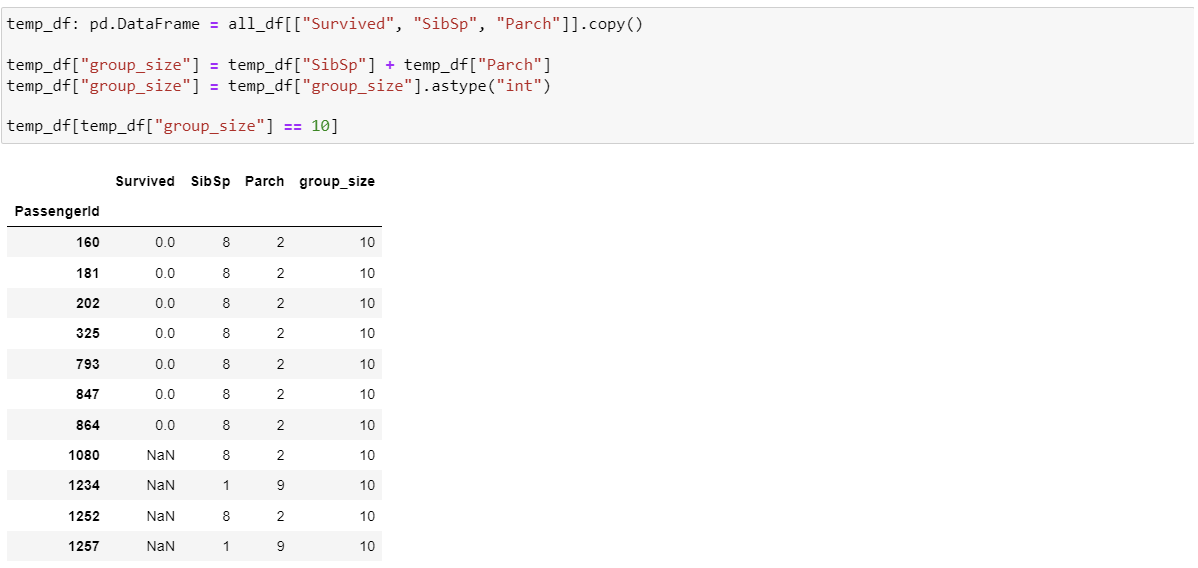 temp_df: pd.DataFrame = all_df[["Survived", "SibSp", "Parch"]].copy()
temp_df["group_size"] = temp_df["SibSp"] + temp_df["Parch"]
temp_df["group_size"] = temp_df["group_size"].astype("int")
temp_df[temp_df["group_size"] == 10]
Survived SibSp Parch group_size
PassengerId
160 0.0 8 2 10
181 0.0 8 2 10
202 0.0 8 2 10
325 0.0 8 2 10
793 0.0 8 2 10
847 0.0 8 2 10
864 0.0 8 2 10
1080 NaN 8 2 10
1234 NaN 1 9 10
1252 NaN 8 2 10
1257 NaN 1 9 10